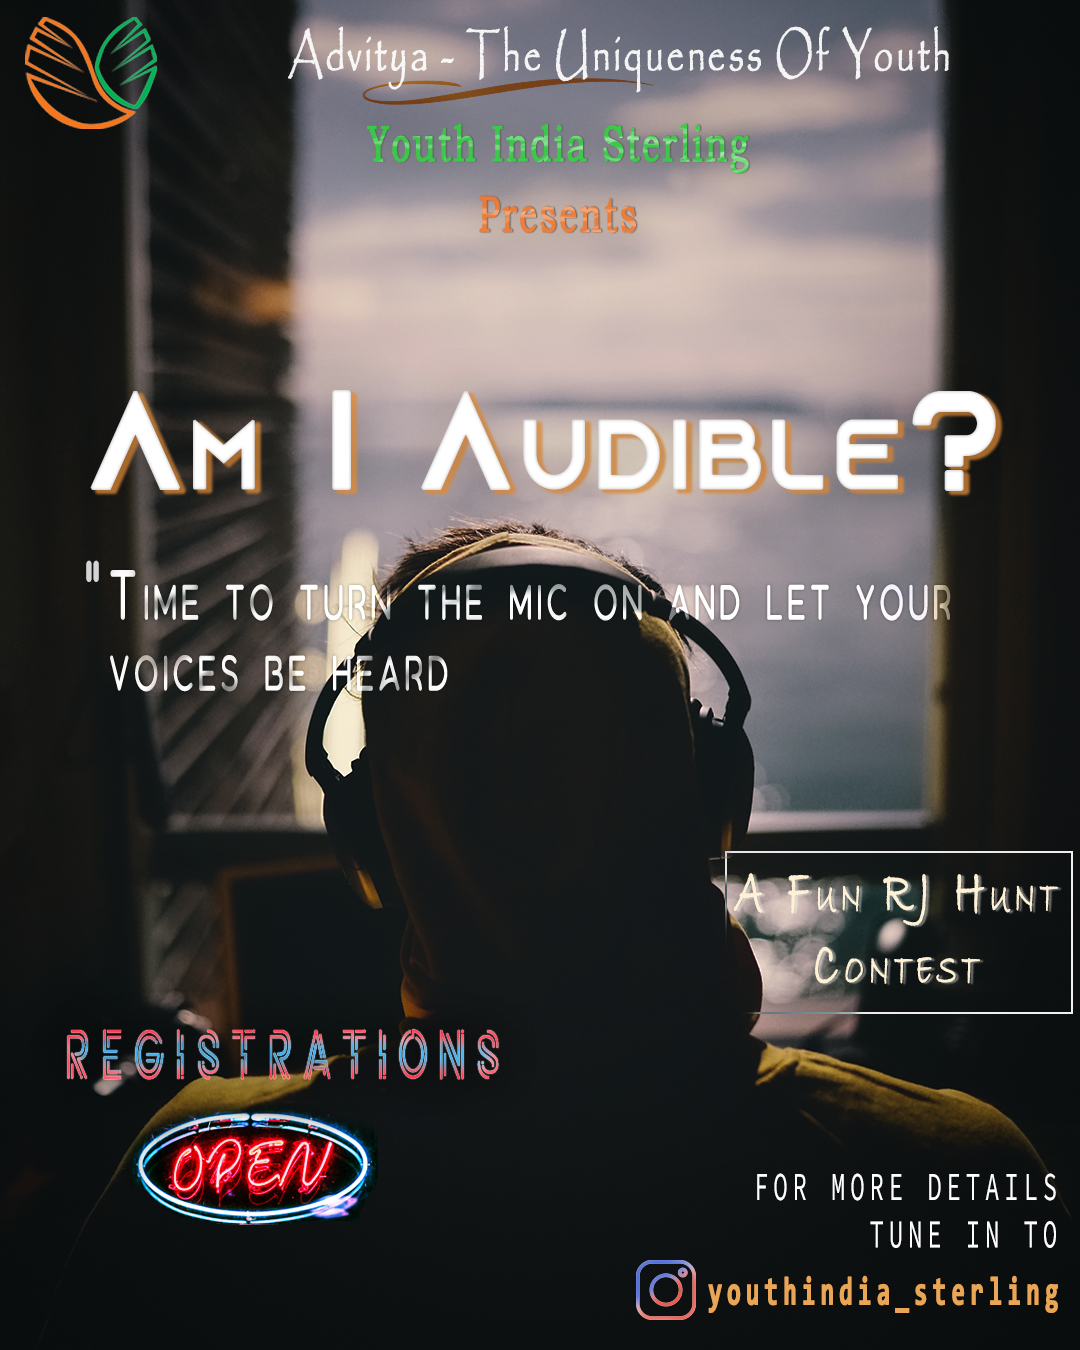 Advitya - The Uniqueness Of Youth
Youth India Sterling
Presents
Am I Audible?
"Time to turn the mic on and let your
voices be heard
A Fun RJ Hunt
Contest
REGISTRATIONS
OPEN
FOR MORE DETAILS
TUNE IN TO
youthindia_sterling